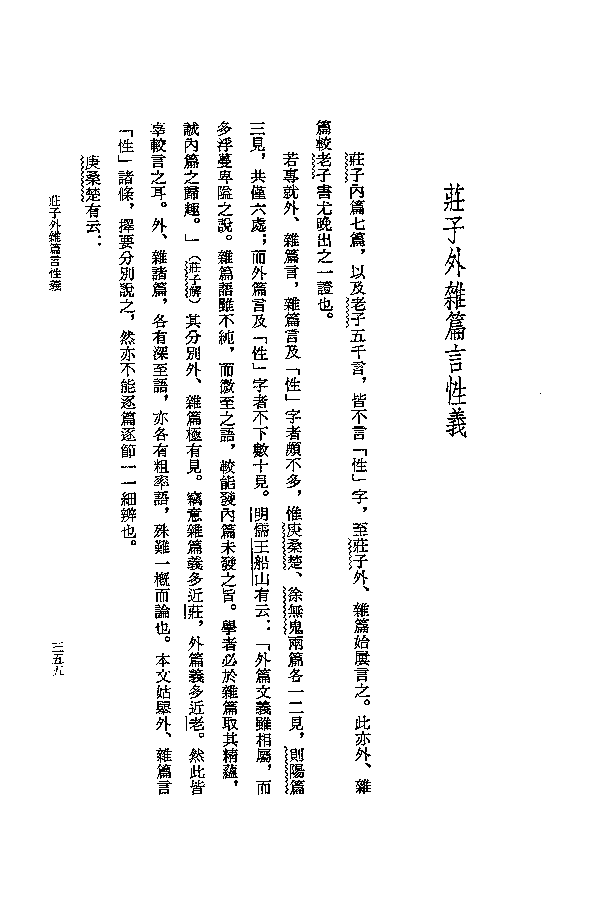 莊子外雜篇言性義
莊子內篇七篇，以及老子五千言，皆不言「性」字，至莊子外、雜篇始屢言之。此亦外、雜
篇較老子書尤晚出之一證也。
若專就外、雜篇言，雜篇言及「性」字者頗不多，惟庚桑楚、徐無鬼兩篇各一二見，則陽篇
三見，共僅六處；而外篇言及「性」字者不下數十見。明儒王船山有云：「外篇文義雖相屬，而
多浮蔓卑隘之說。雜篇語雖不純，而微至之語，較能發內篇未發之旨。學者必於雜篇取其精蘊，
誠內篇之歸趣。」（莊子解）其分別外、雜篇極有見。竊意雜篇義多近莊，外篇義多近老。然此皆
辜較言之耳。外、雜諸篇，各有深至語，亦各有粗率語，殊難一概而論也。本文姑舉外、雜篇言
「性」諸條，擇要分別說之，然亦不能逐篇逐節一一細辨也。
庚桑楚有云：
莊子外雜篇言性義
三五九